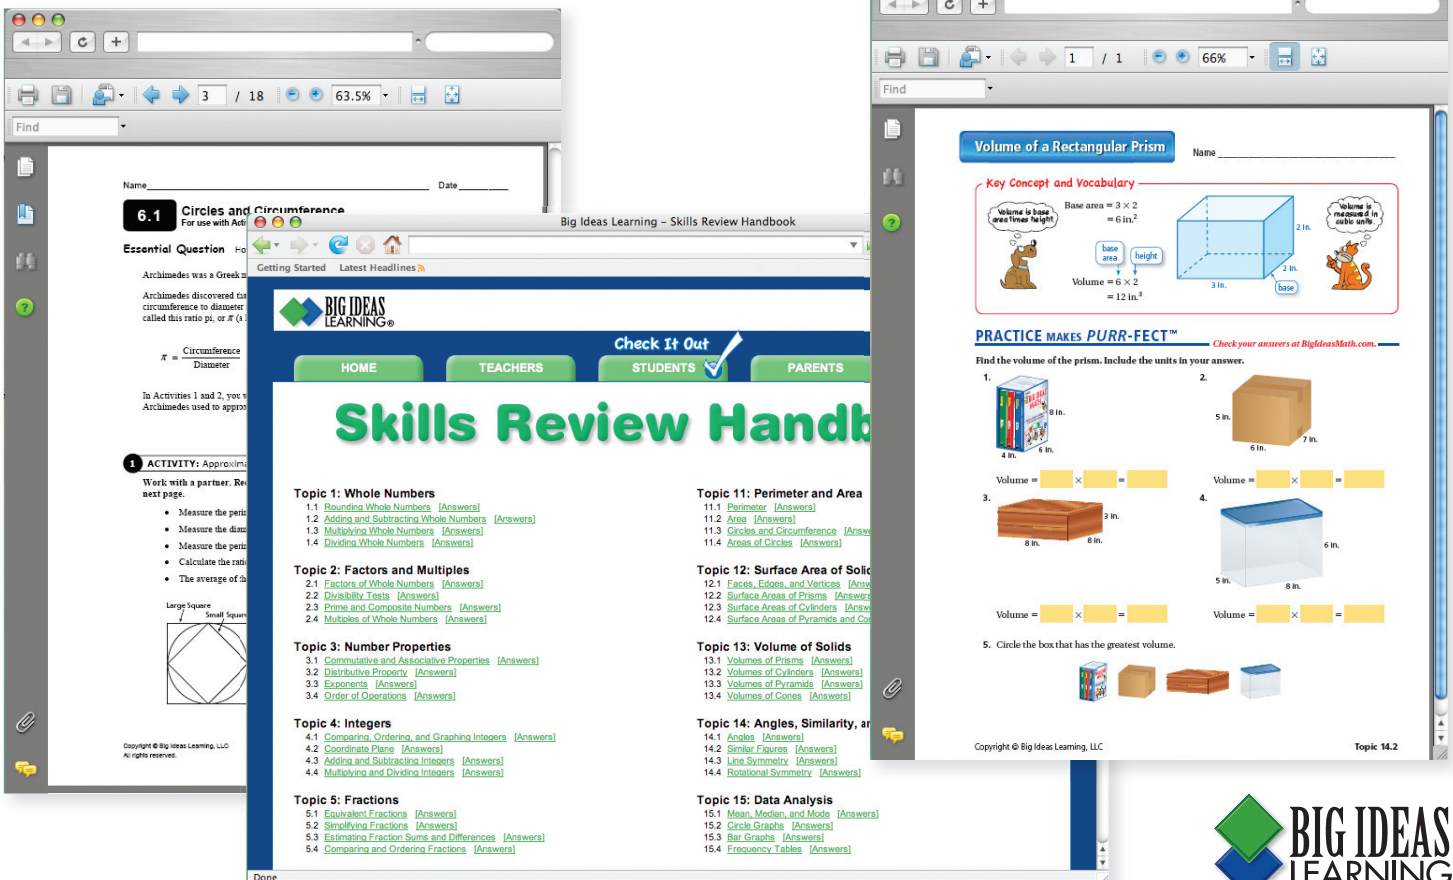 3 / 18
63.5%
Find
Name
Date
6.1 Circles and Circumference
For use with Acti
Essential Question Ho
Archimedes was a Greek
Archimedes discovered
circumference to diameter
called this ratio pi, or π (a
π = Circumference
Diameter
In Activities 1 and 2, you
Archimedes used to
1 ACTIVITY:
Work with a partner.
next page.
• Measure the
• Measure the
• Measure the
• Calculate the
• The average of
Large Square
Small Square
Copyright © Big Ideas Learning, LLC
All rights reserved.
Big Ideas Learning – Skills Review Handbook
Getting Started Latest Headlines
BIG IDEAS
LEARNING®
Check It Out
HOME TEACHERS STUDENTS PARENTS
Skills Review Handb
Topic 1: Whole Numbers
1.1 Rounding Whole Numbers [Answers]
1.2 Adding and Subtracting Whole Numbers [Answers]
1.3 Multiplying Whole Numbers [Answers]
1.4 Dividing Whole Numbers [Answers]
Topic 2: Factors and Multiples
2.1 Factors of Whole Numbers [Answers]
2.2 Divisibility Tests [Answers]
2.3 Prime and Composite Numbers [Answers]
2.4 Multiples of Whole Numbers [Answers]
Topic 3: Number Properties
3.1 Commutative and Associative Properties [Answers]
3.2 Distributive Property [Answers]
3.3 Exponents [Answers]
3.4 Order of Operations [Answers]
Topic 4: Integers
4.1 Comparing, Ordering, and Graphing Integers [Answers]
4.2 Coordinate Plane [Answers]
4.3 Adding and Subtracting Integers [Answers]
4.4 Multiplying and Dividing Integers [Answers]
Topic 5: Fractions
5.1 Equivalent Fractions [Answers]
5.2 Simplifying Fractions [Answers]
5.3 Estimating Fraction Sums and Differences [Answers]
5.4 Comparing and Ordering Fractions [Answers]
Topic 11: Perimeter and Area
11.1 Perimeter [Answers]
11.2 Area [Answers]
11.3 Circles and Circumference [Answe
11.4 Areas of Circles [Answers]
Topic 12: Surface Area of Solid
12.1 Faces, Edges, and Vertices [Answ
12.2 Surface Areas of Prisms [Answers
12.3 Surface Areas of Cylinders [Answ
12.4 Surface Areas of Pyramids and Co
Topic 13: Volume of Solids
13.1 Volumes of Prisms [Answers]
13.2 Volumes of Cylinders [Answers]
13.3 Volumes of Pyramids [Answers]
13.4 Volumes of Cones [Answers]
Topic 14: Angles, Similarity, a
14.1 Angles [Answers]
14.2 Similar Figures [Answers]
14.3 Line Symmetry [Answers]
14.4 Rotational Symmetry [Answers]
Topic 15: Data Analysis
15.1 Mean, Median, and Mode [Answers]
15.2 Circle Graphs [Answers]
15.3 Bar Graphs [Answers]
15.4 Frequency Tables [Answers]
Done
1 / 1
66%
Find
Volume of a Rectangular Prism
Name
Key Concept and Vocabulary
Volume is base
area times height.
Base area = 3 × 2
= 6 in.²
base
area
height
Volume = 6 × 2
= 12 in.³
2 in.
2 in.
3 in.
base
Volume is
measured in
cubic units.
PRACTICE MAKES PURR-FECT™
Check your answers at BigIdeasMath.com.
Find the volume of the prism. Include the units in your answer.
1.
8 in.
4 in.
6 in.
2.
5 in.
6 in.
7 in.
Volume = × =
Volume = × =
3.
3 in.
8 in.
8 in.
4.
6 in.
5 in.
8 in.
Volume = × =
Volume = × =
5. Circle the box that has the greatest volume.
Copyright © Big Ideas Learning, LLC
Topic 14.2
BIG IDEAS
LEARNING